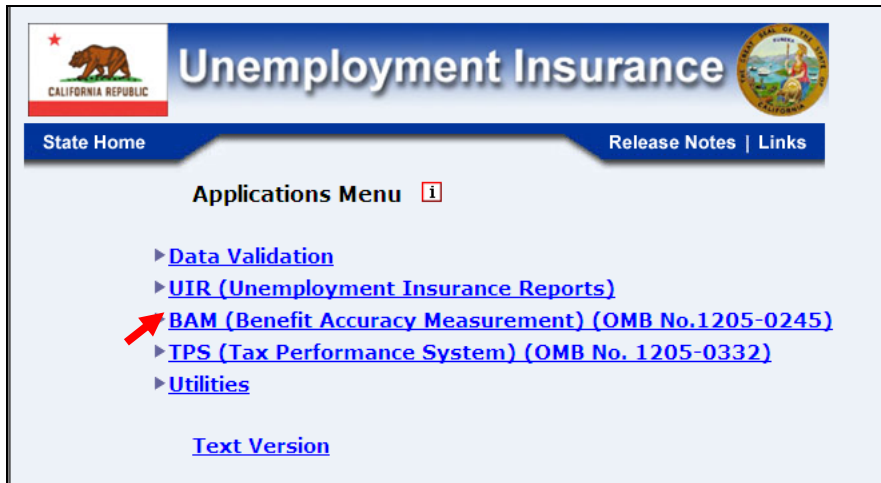 CALIFORNIA REPUBLIC
Unemployment Insurance
State Home
Release Notes | Links
Applications Menu i
Data Validation
UIR (Unemployment Insurance Reports)
BAM (Benefit Accuracy Measurement) (OMB No.1205-0245)
TPS (Tax Performance System) (OMB No. 1205-0332)
Utilities
Text Version